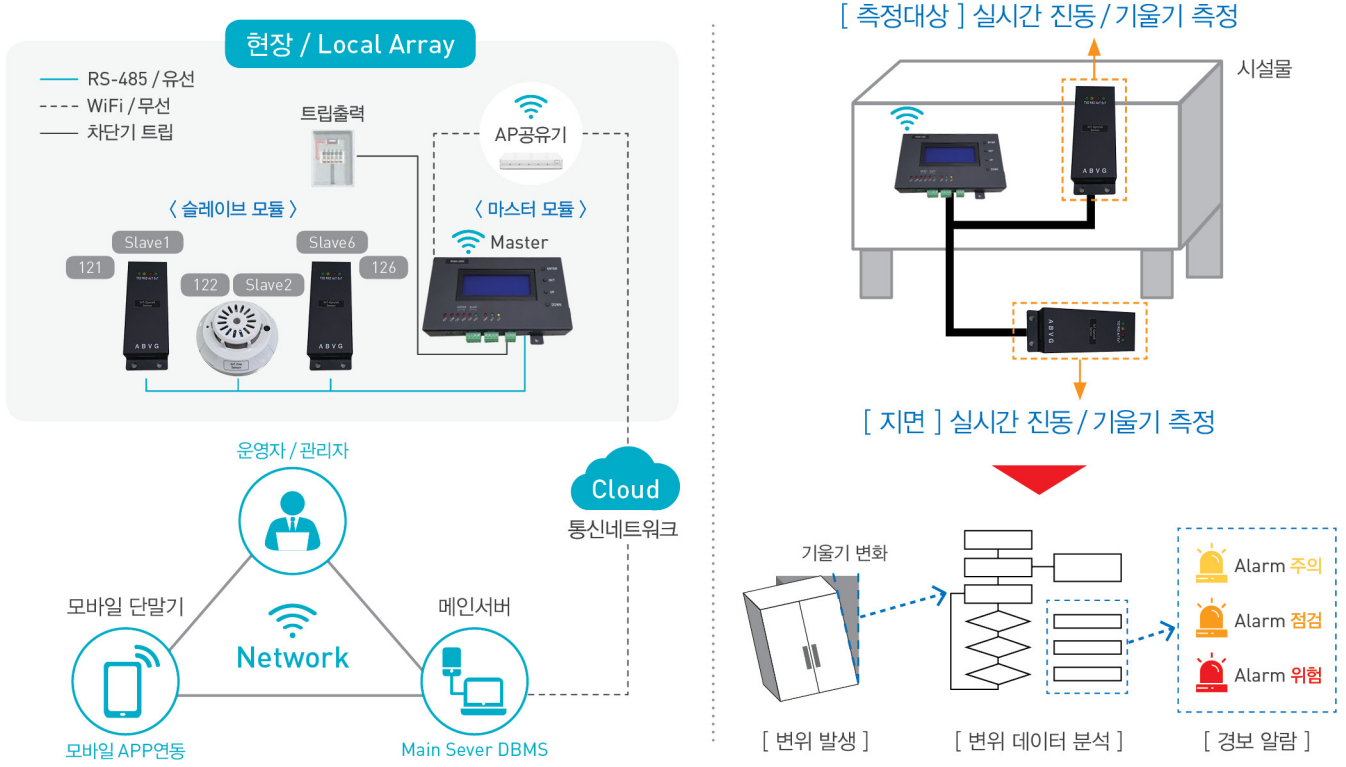 현장 / Local Array
RS-485 / 유선
WiFi / 무선
차단기 트립
트립출력
AP공유기
〈 슬레이브 모듈 〉
〈 마스터 모듈 〉
Slave1
Slave6
Master
121
122
Slave2
126
ENTER
SET
UP
DOWN
A B V G
A B V G
운영자 / 관리자
Cloud
통신네트워크
모바일 단말기
메인서버
Network
모바일 APP연동
Main Sever DBMS
[ 측정대상 ] 실시간 진동 / 기울기 측정
시설물
A B V G
A B V G
[ 지면 ] 실시간 진동 / 기울기 측정
기울기 변화
Alarm 주의
Alarm 점검
Alarm 위험
[ 변위 발생 ]
[ 변위 데이터 분석 ]
[ 경보 알람 ]